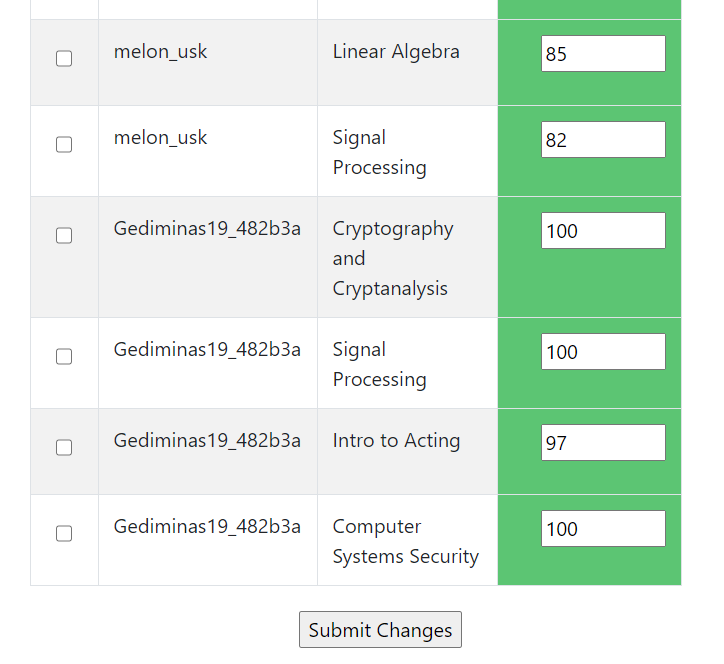 melon_usk Linear Algebra 85
melon_usk Signal 82
Processing
Gediminas19_482b3a Cryptography 100
and
Cryptanalysis
Gediminas19_482b3a Signal 100
Processing
Gediminas19_482b3a Intro to Acting 97
Gediminas19_482b3a Computer 100
Systems Security
Submit Changes